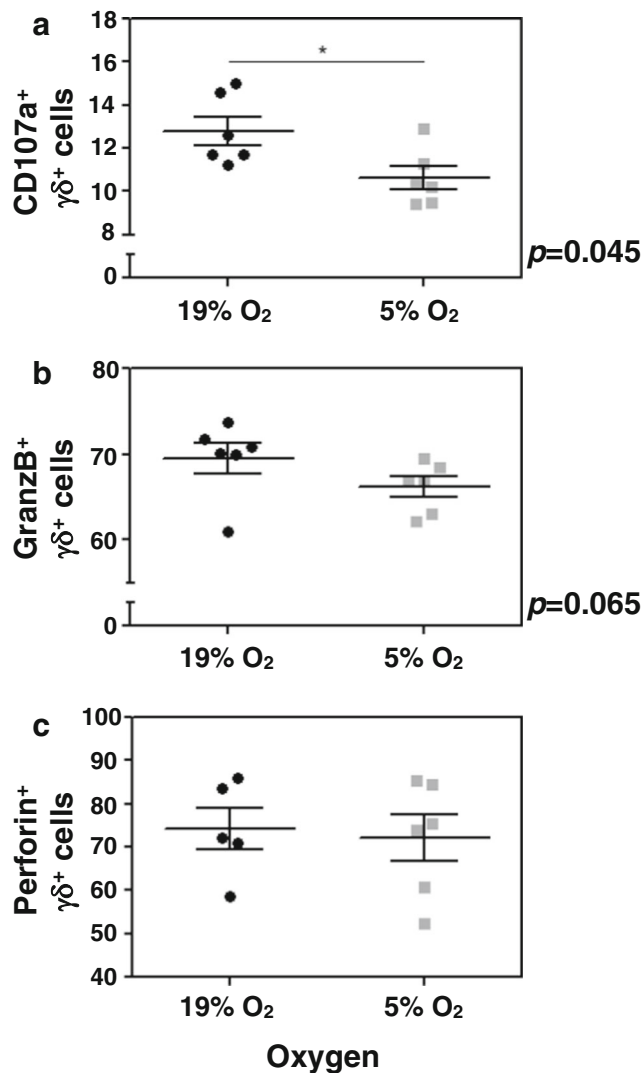 a
CD107a⁺
γδ⁺ cells
18
16
14
12
10
8
0
*
19% O₂
5% O₂
p=0.045
b
GranzB⁺
γδ⁺ cells
80
70
60
0
19% O₂
5% O₂
p=0.065
c
Perforin⁺
γδ⁺ cells
100
90
80
70
60
50
40
19% O₂
5% O₂
Oxygen